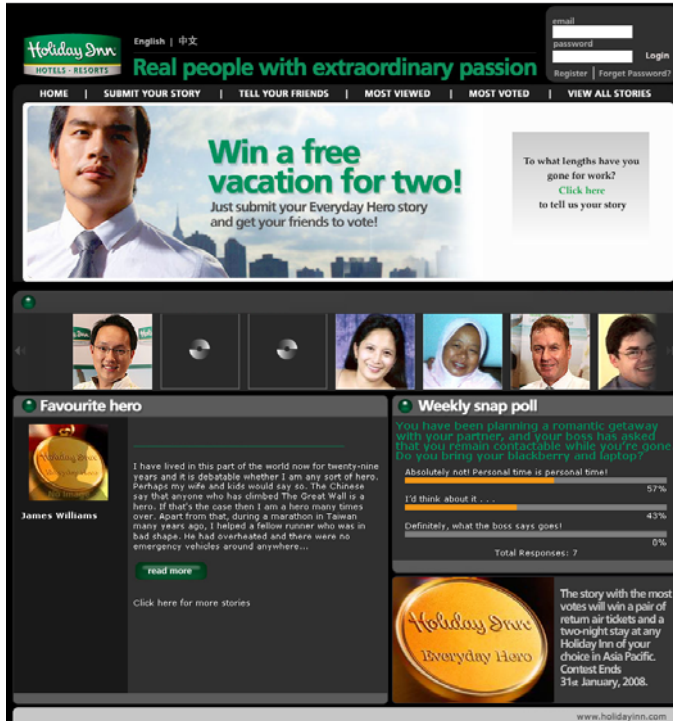 Holiday Inn
HOTELS · RESORTS
English | 中文
Real people with extraordinary passion
email
password
Login
Register | Forget Password?
HOME | SUBMIT YOUR STORY | TELL YOUR FRIENDS | MOST VIEWED | MOST VOTED | VIEW ALL STORIES
Win a free
vacation for two!
Just submit your Everyday Hero story
and get your friends to vote!
To what lengths have you
gone for work?
Click here
to tell us your story
Favourite hero
Holiday Inn
Everyday Hero
No Image
James Williams
I have lived in this part of the world now for twenty-nine
years and it is debatable whether I am any sort of hero.
Perhaps my wife and kids would say so. The Chinese
say that anyone who has climbed The Great Wall is a
hero. If that's the case then I am a hero many times
over. Apart from that, during a marathon in Taiwan
many years ago, I helped a fellow runner who was in
bad shape. He had overheated and there were no
emergency vehicles around anywhere...
read more
Click here for more stories
Weekly snap poll
You have been planning a romantic getaway
with your partner, and your boss has asked
that you remain contactable while you're gone
Do you bring your blackberry and laptop?
Absolutely not! Personal time is personal time!
57%
I'd think about it . . .
43%
Definitely, what the boss says goes!
0%
Total Responses: 7
Holiday Inn
Everyday Hero
The story with the most
votes will win a pair of
return air tickets and a
two-night stay at any
Holiday Inn of your
choice in Asia Pacific.
Contest Ends
31st January, 2008.
www.holidayinn.com